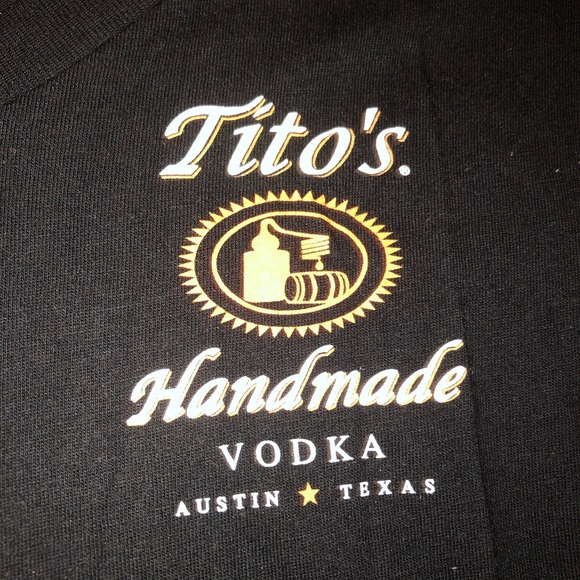 Tito's®
Handmade
VODKA
AUSTIN ★ TEXAS